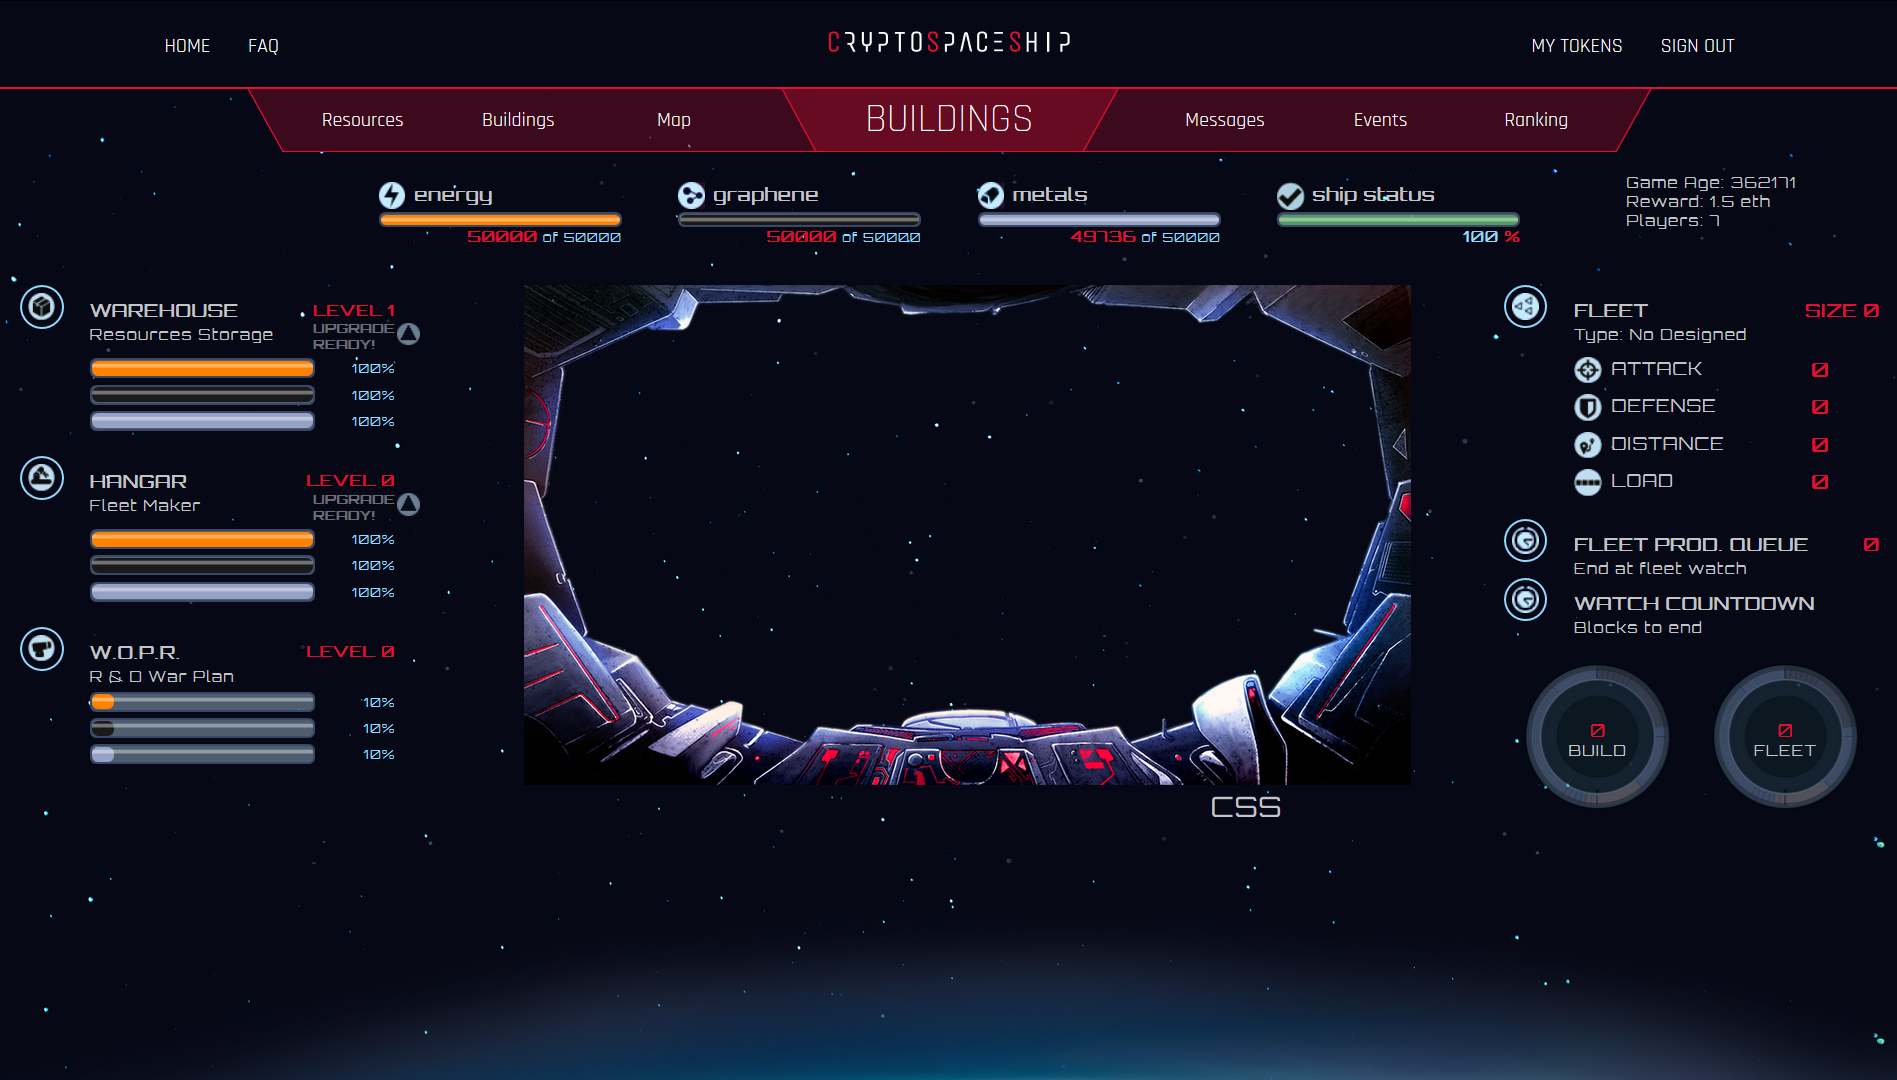 HOME FAQ CRYPTOSPACESHIP MY TOKENS SIGN OUT
Resources Buildings Map BUILDINGS Messages Events Ranking
energy
50000 of 50000
graphene
50000 of 50000
metals
49736 of 50000
ship status
100 %
Game Age: 362171
Reward: 1.5 eth
Players: 7
WAREHOUSE LEVEL 1
Resources Storage UPGRADE READY!
100%
100%
100%
HANGAR LEVEL 0
Fleet Maker UPGRADE READY!
100%
100%
100%
W.O.P.R. LEVEL 0
R & D War Plan
10%
10%
10%
CSS
FLEET SIZE 0
Type: No Designed
ATTACK 0
DEFENSE 0
DISTANCE 0
LOAD 0
FLEET PROD. QUEUE 0
End at fleet watch
WATCH COUNTDOWN
Blocks to end
0 BUILD
0 FLEET